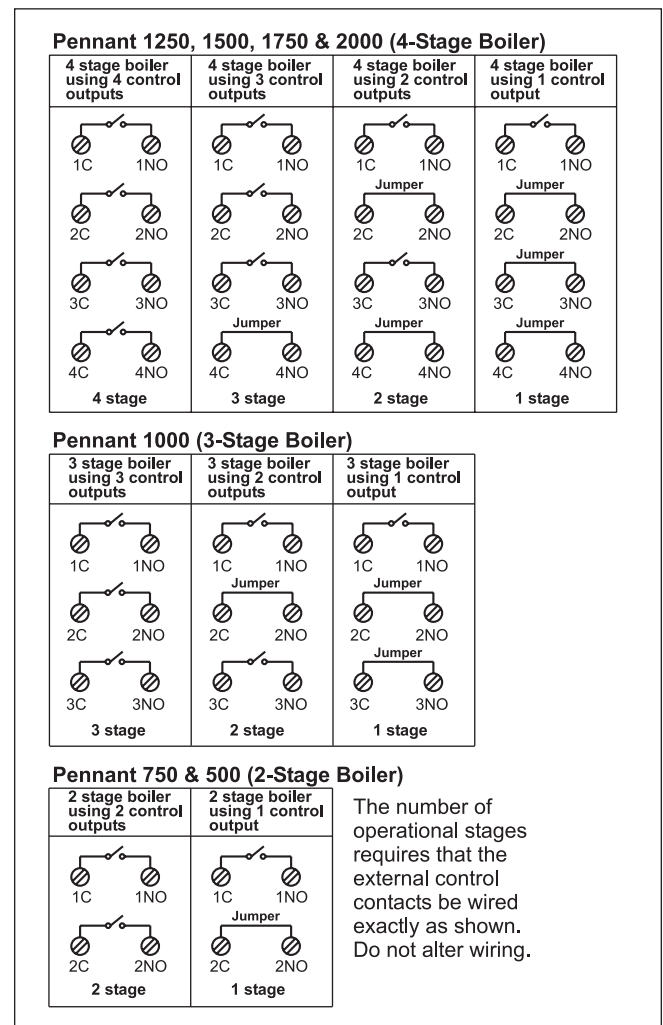 Pennant 1250, 1500, 1750 & 2000 (4-Stage Boiler)
4 stage boiler using 4 control outputs
4 stage boiler using 3 control outputs
4 stage boiler using 2 control outputs
4 stage boiler using 1 control output
1C 1NO 1C 1NO 1C 1NO 1C 1NO
Jumper Jumper
2C 2NO 2C 2NO 2C 2NO 2C 2NO
Jumper
3C 3NO 3C 3NO 3C 3NO 3C 3NO
Jumper Jumper Jumper
4C 4NO 4C 4NO 4C 4NO 4C 4NO
4 stage 3 stage 2 stage 1 stage
Pennant 1000 (3-Stage Boiler)
3 stage boiler using 3 control outputs
3 stage boiler using 2 control outputs
3 stage boiler using 1 control output
1C 1NO 1C 1NO 1C 1NO
Jumper Jumper
2C 2NO 2C 2NO 2C 2NO
Jumper
3C 3NO 3C 3NO 3C 3NO
3 stage 2 stage 1 stage
Pennant 750 & 500 (2-Stage Boiler)
2 stage boiler using 2 control outputs
2 stage boiler using 1 control output
1C 1NO 1C 1NO
Jumper
2C 2NO 2C 2NO
2 stage 1 stage
The number of
operational stages
requires that the
external control
contacts be wired
exactly as shown.
Do not alter wiring.